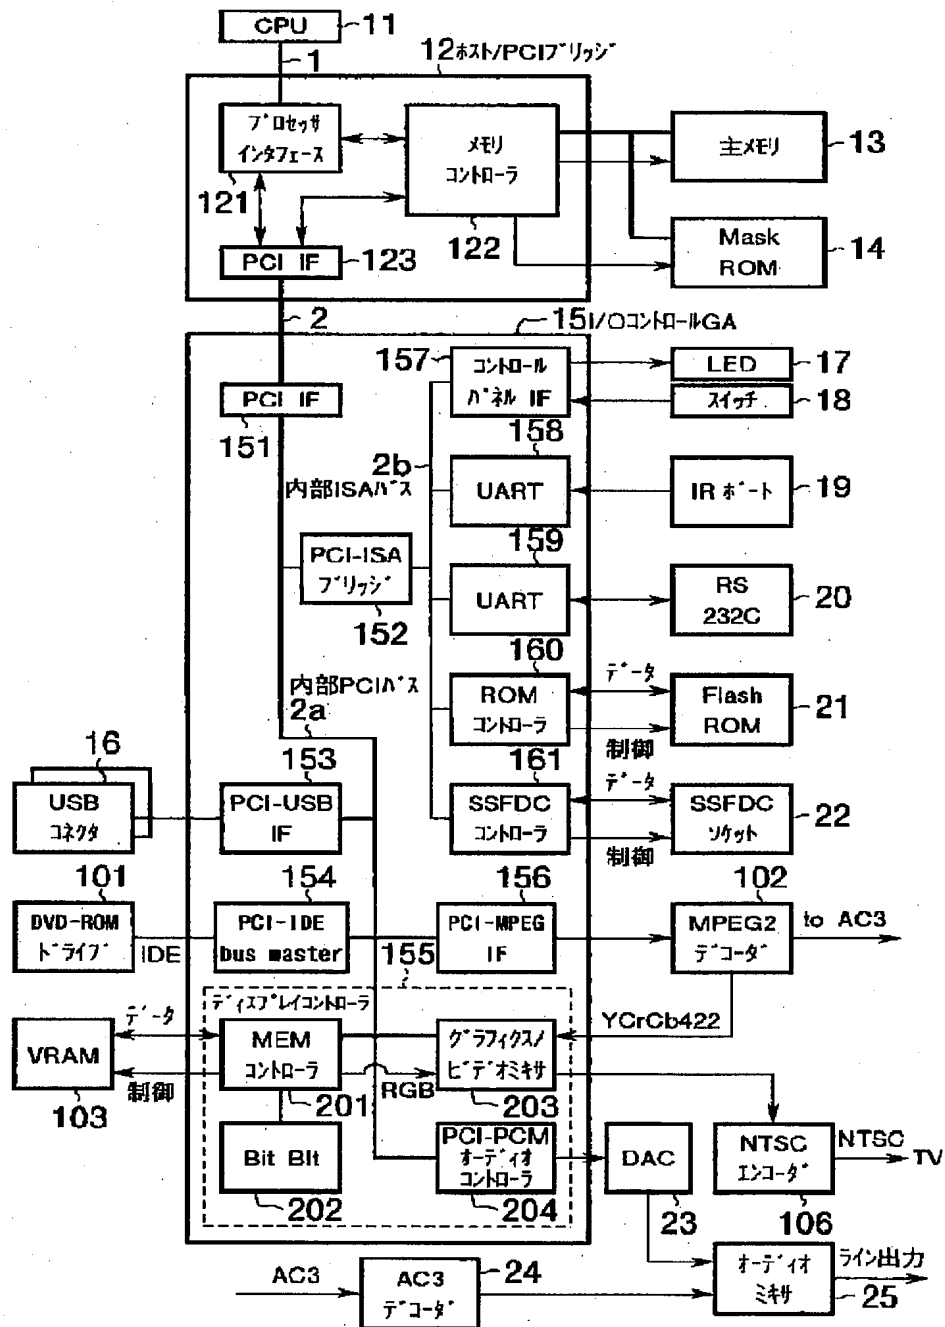 CPU 11
1
12 ホスト/PCIブリッジ
プロセッサ
インタフェース
121
メモリ
コントローラ
122
主メモリ 13
PCI IF 123
Mask
ROM
14
2
15 I/OコントロールGA
157
コントロール
パネル IF
LED 17
スイッチ 18
PCI IF
151
158
2b
内部ISAバス
UART
IR ポート 19
159
PCI-ISA
ブリッジ
152
UART
RS
232C
20
160
内部PCIバス
2a
ROM
コントローラ
データ
制御
Flash
ROM
21
16
USB
コネクタ
153
PCI-USB
IF
161
SSFDC
コントローラ
データ
制御
SSFDC
ソケット
22
101
DVD-ROM
ドライブ
IDE
154
PCI-IDE
bus master
156
PCI-MPEG
IF
102
MPEG2
デコーダ
to AC3
155
ディスプレイコントローラ
YCrCb422
VRAM
103
データ
制御
MEM
コントローラ
201
RGB
グラフィクス/
ビデオミキサ
203
Bit Blt
202
PCI-PCM
オーディオ
コントローラ
204
DAC
23
NTSC
エンコーダ
106
NTSC
TV
AC3
AC3
デコーダ
24
オーディオ
ミキサ
25
ライン出力